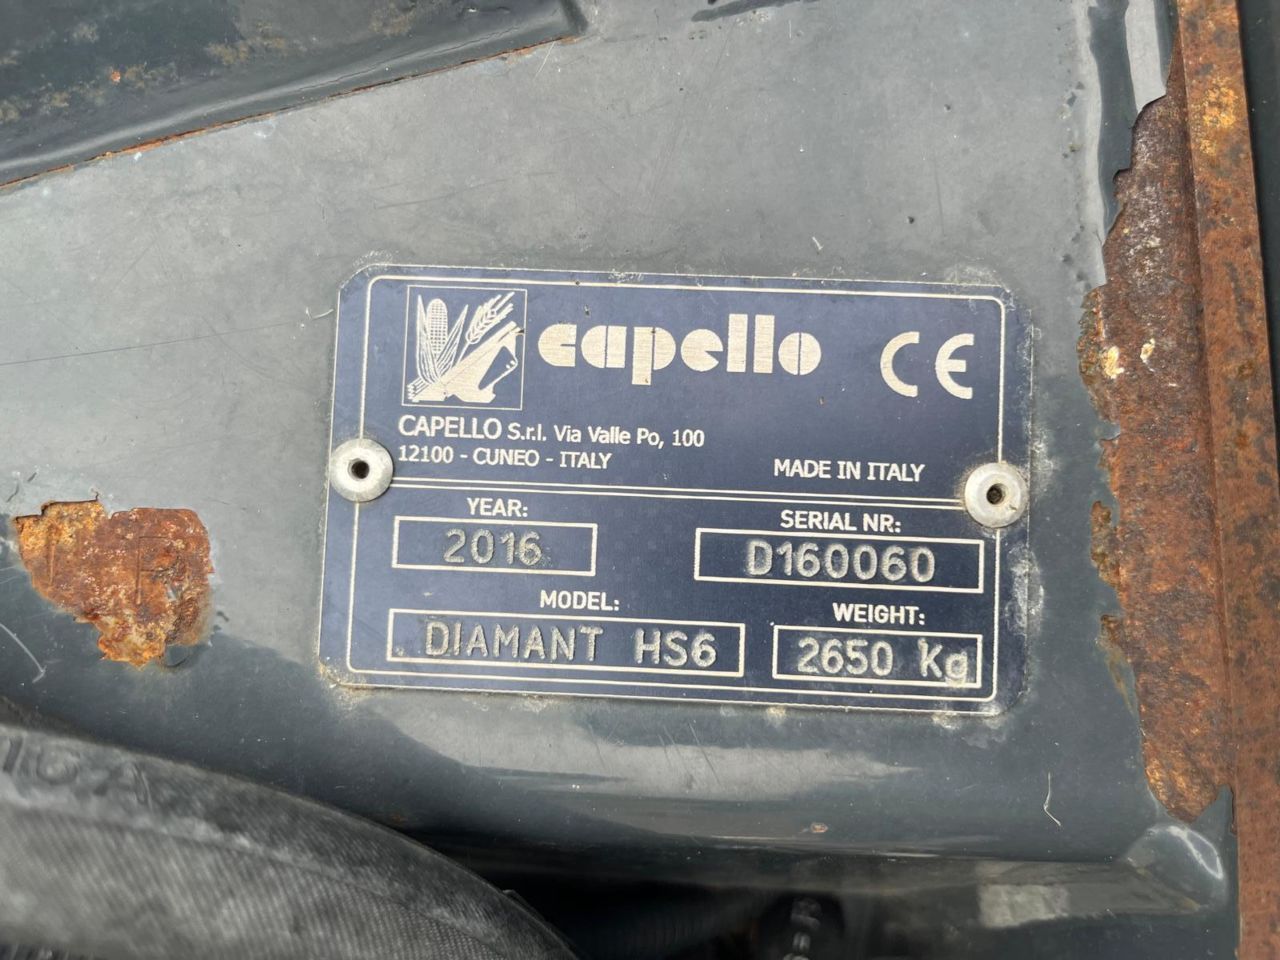 capello CE
CAPELLO S.r.l. Via Valle Po, 100
12100 - CUNEO - ITALY
MADE IN ITALY
YEAR:
2016
SERIAL NR:
D160060
MODEL:
DIAMANT HS6
WEIGHT:
2650 Kg